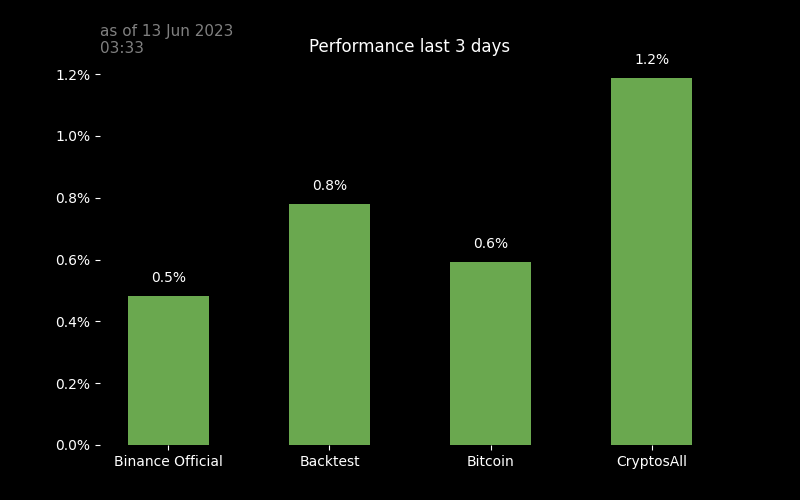 as of 13 Jun 2023
03:33
Performance last 3 days
1.2%
1.2%
1.0%
0.8%
0.8%
0.6%
0.6%
0.5%
0.4%
0.2%
0.0%
Binance Official
Backtest
Bitcoin
CryptosAll